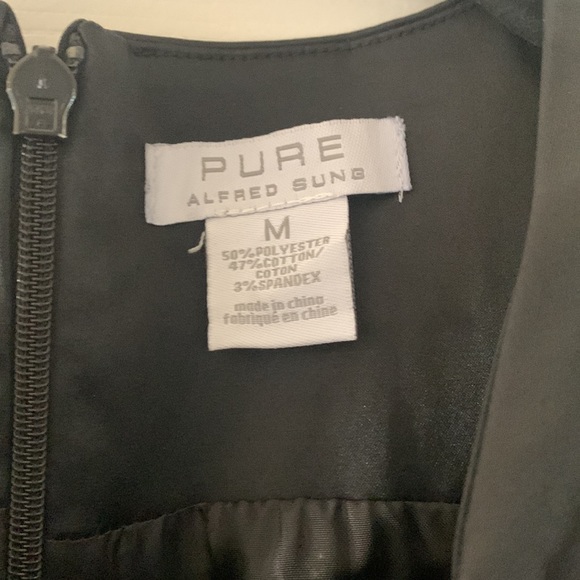 PURE
ALFRED SUNG
M
50%POLYESTER
47%COTTON/
COTON
3%SPANDEX
made in china
fabriqué en chine